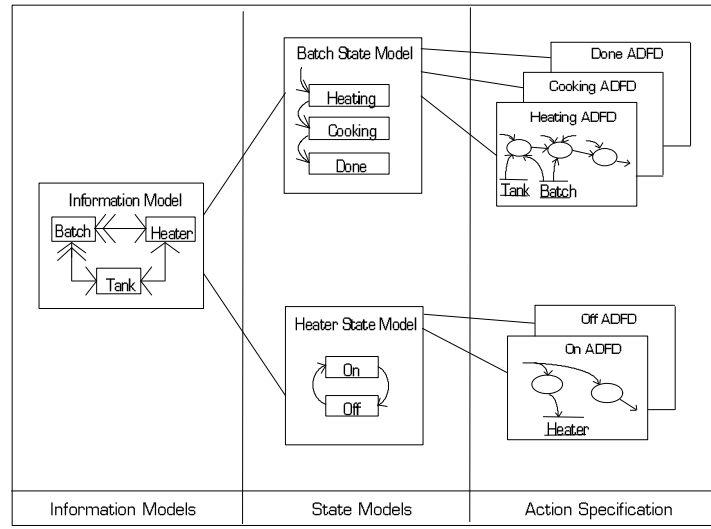 Information Model
Batch
Heater
Tank
Batch State Model
Heating
Cooking
Done
Heater State Model
On
Off
Done ADFD
Cooking ADFD
Heating ADFD
Tank
Batch
Off ADFD
On ADFD
Heater
Information Models
State Models
Action Specification